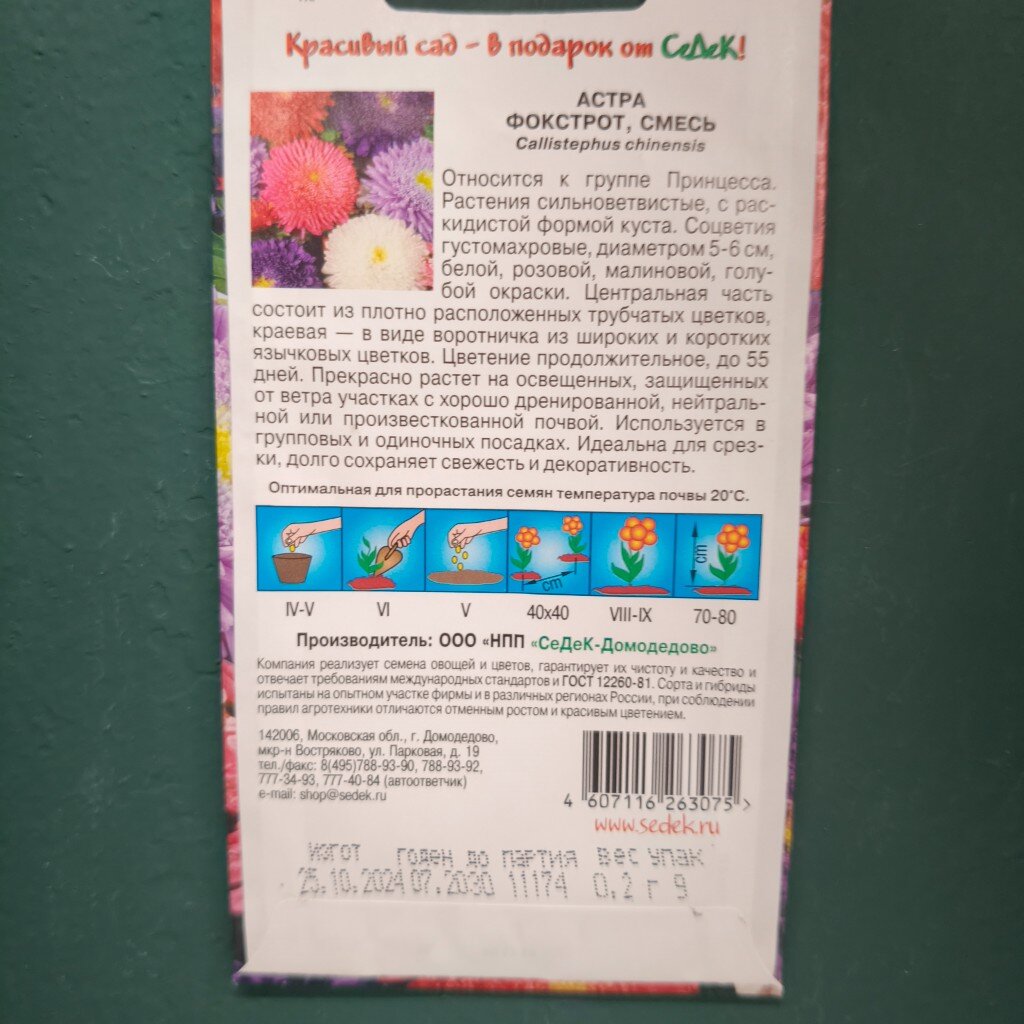 Красивый сад - в подарок от СеДеК!
АСТРА
ФОКСТРОТ, СМЕСЬ
Callistephus chinensis
Относится к группе Принцесса.
Растения сильноветвистые, с рас-
кидистой формой куста. Соцветия
густомахровые, диаметром 5-6 см,
белой, розовой, малиновой, голу-
бой окраски. Центральная часть
состоит из плотно расположенных трубчатых цветков,
краевая — в виде воротничка из широких и коротких
язычковых цветков. Цветение продолжительное, до 55
дней. Прекрасно растет на освещенных, защищенных
от ветра участках с хорошо дренированной, нейтраль-
ной или произвесткованной почвой. Используется в
групповых и одиночных посадках. Идеальна для срез-
ки, долго сохраняет свежесть и декоративность.
Оптимальная для прорастания семян температура почвы 20°С.
cm
cm
IV-V VI V 40х40 VIII-IX 70-80
Производитель: ООО «НПП «СеДеК-Домодедово»
Компания реализует семена овощей и цветов, гарантирует их чистоту и качество и
отвечает требованиям международных стандартов и ГОСТ 12260-81. Сорта и гибриды
испытаны на опытном участке фирмы и в различных регионах России, при соблюдении
правил агротехники отличаются отменным ростом и красивым цветением.
142006, Московская обл., г. Домодедово,
мкр-н Востряково, ул. Парковая, д. 19
тел./факс: 8(495)788-93-90, 788-93-92,
777-34-93, 777-40-84 (автоответчик)
e-mail: shop@sedek.ru
4 607116 263075 >
www.sedek.ru
изгот годен до партия вес упак
25.10.2024 07.2030 11174 0.2 г 9